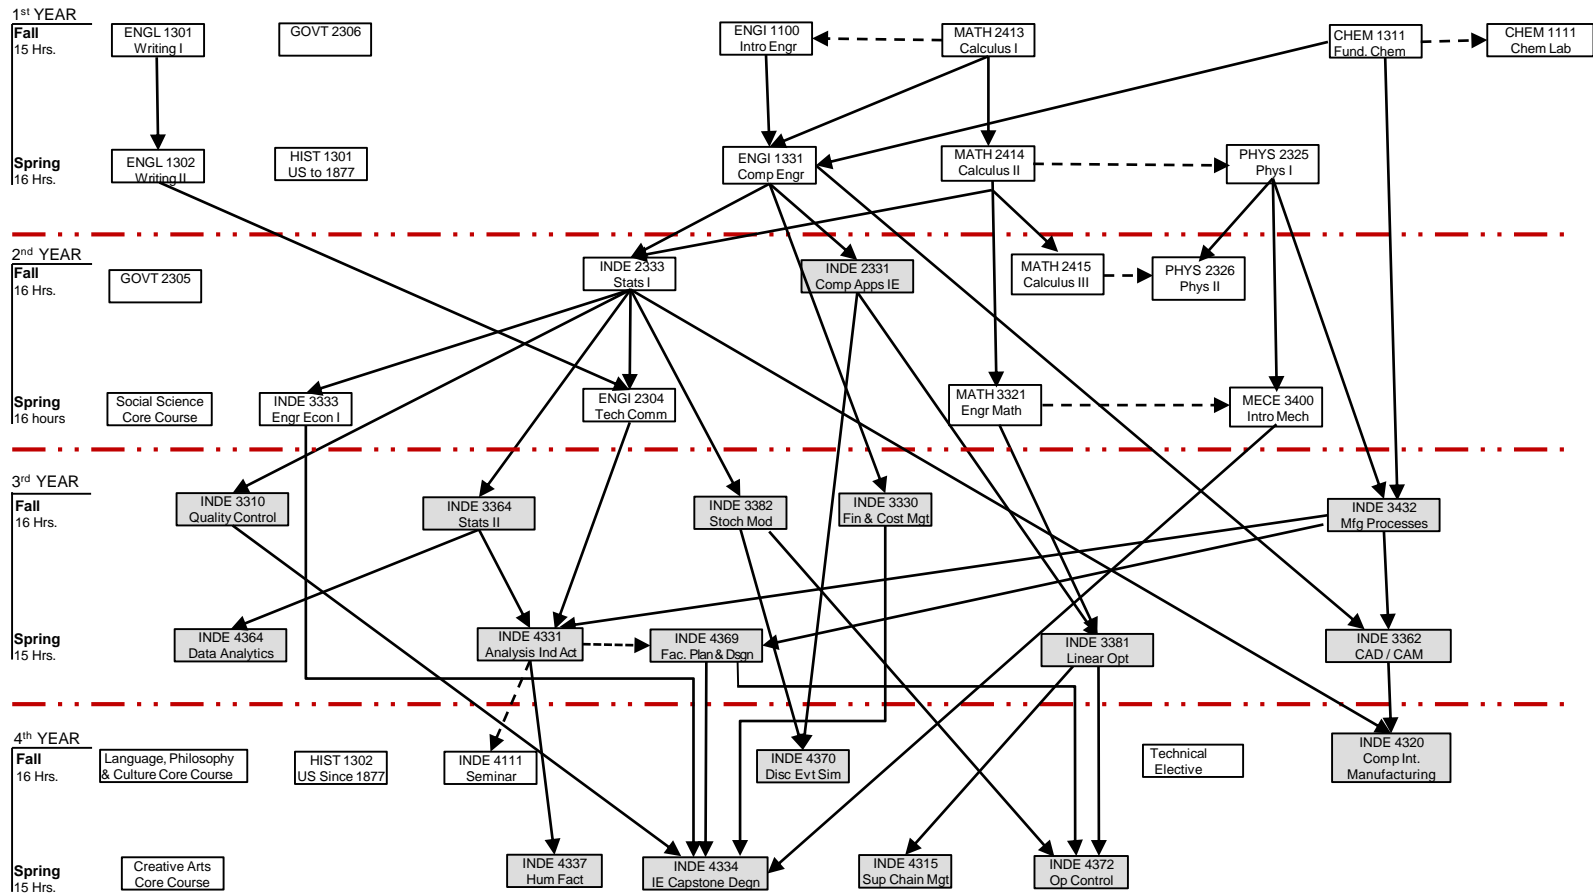 1st YEAR
Fall
15 Hrs.
ENGL 1301
Writing I
GOVT 2306
ENGI 1100
Intro Engr
MATH 2413
Calculus I
CHEM 1311
Fund. Chem
CHEM 1111
Chem Lab
Spring
16 Hrs.
ENGL 1302
Writing II
HIST 1301
US to 1877
ENGI 1331
Comp Engr
MATH 2414
Calculus II
PHYS 2325
Phys I
2nd YEAR
Fall
16 Hrs.
GOVT 2305
INDE 2333
Stats I
INDE 2331
Comp Apps IE
MATH 2415
Calculus III
PHYS 2326
Phys II
Spring
16 hours
Social Science
Core Course
INDE 3333
Engr Econ I
ENGI 2304
Tech Comm
MATH 3321
Engr Math
MECE 3400
Intro Mech
3rd YEAR
Fall
16 Hrs.
INDE 3310
Quality Control
INDE 3364
Stats II
INDE 3382
Stoch Mod
INDE 3330
Fin & Cost Mgt
INDE 3432
Mfg Processes
Spring
15 Hrs.
INDE 4364
Data Analytics
INDE 4331
Analysis Ind Act
INDE 4369
Fac. Plan & Dsgn
INDE 3381
Linear Opt
INDE 3362
CAD / CAM
4th YEAR
Fall
16 Hrs.
Language, Philosophy
& Culture Core Course
HIST 1302
US Since 1877
INDE 4111
Seminar
INDE 4370
Disc Evt Sim
Technical
Elective
INDE 4320
Comp Int.
Manufacturing
Spring
15 Hrs.
Creative Arts
Core Course
INDE 4337
Hum Fact
INDE 4334
IE Capstone Degn
INDE 4315
Sup Chain Mgt
INDE 4372
Op Control